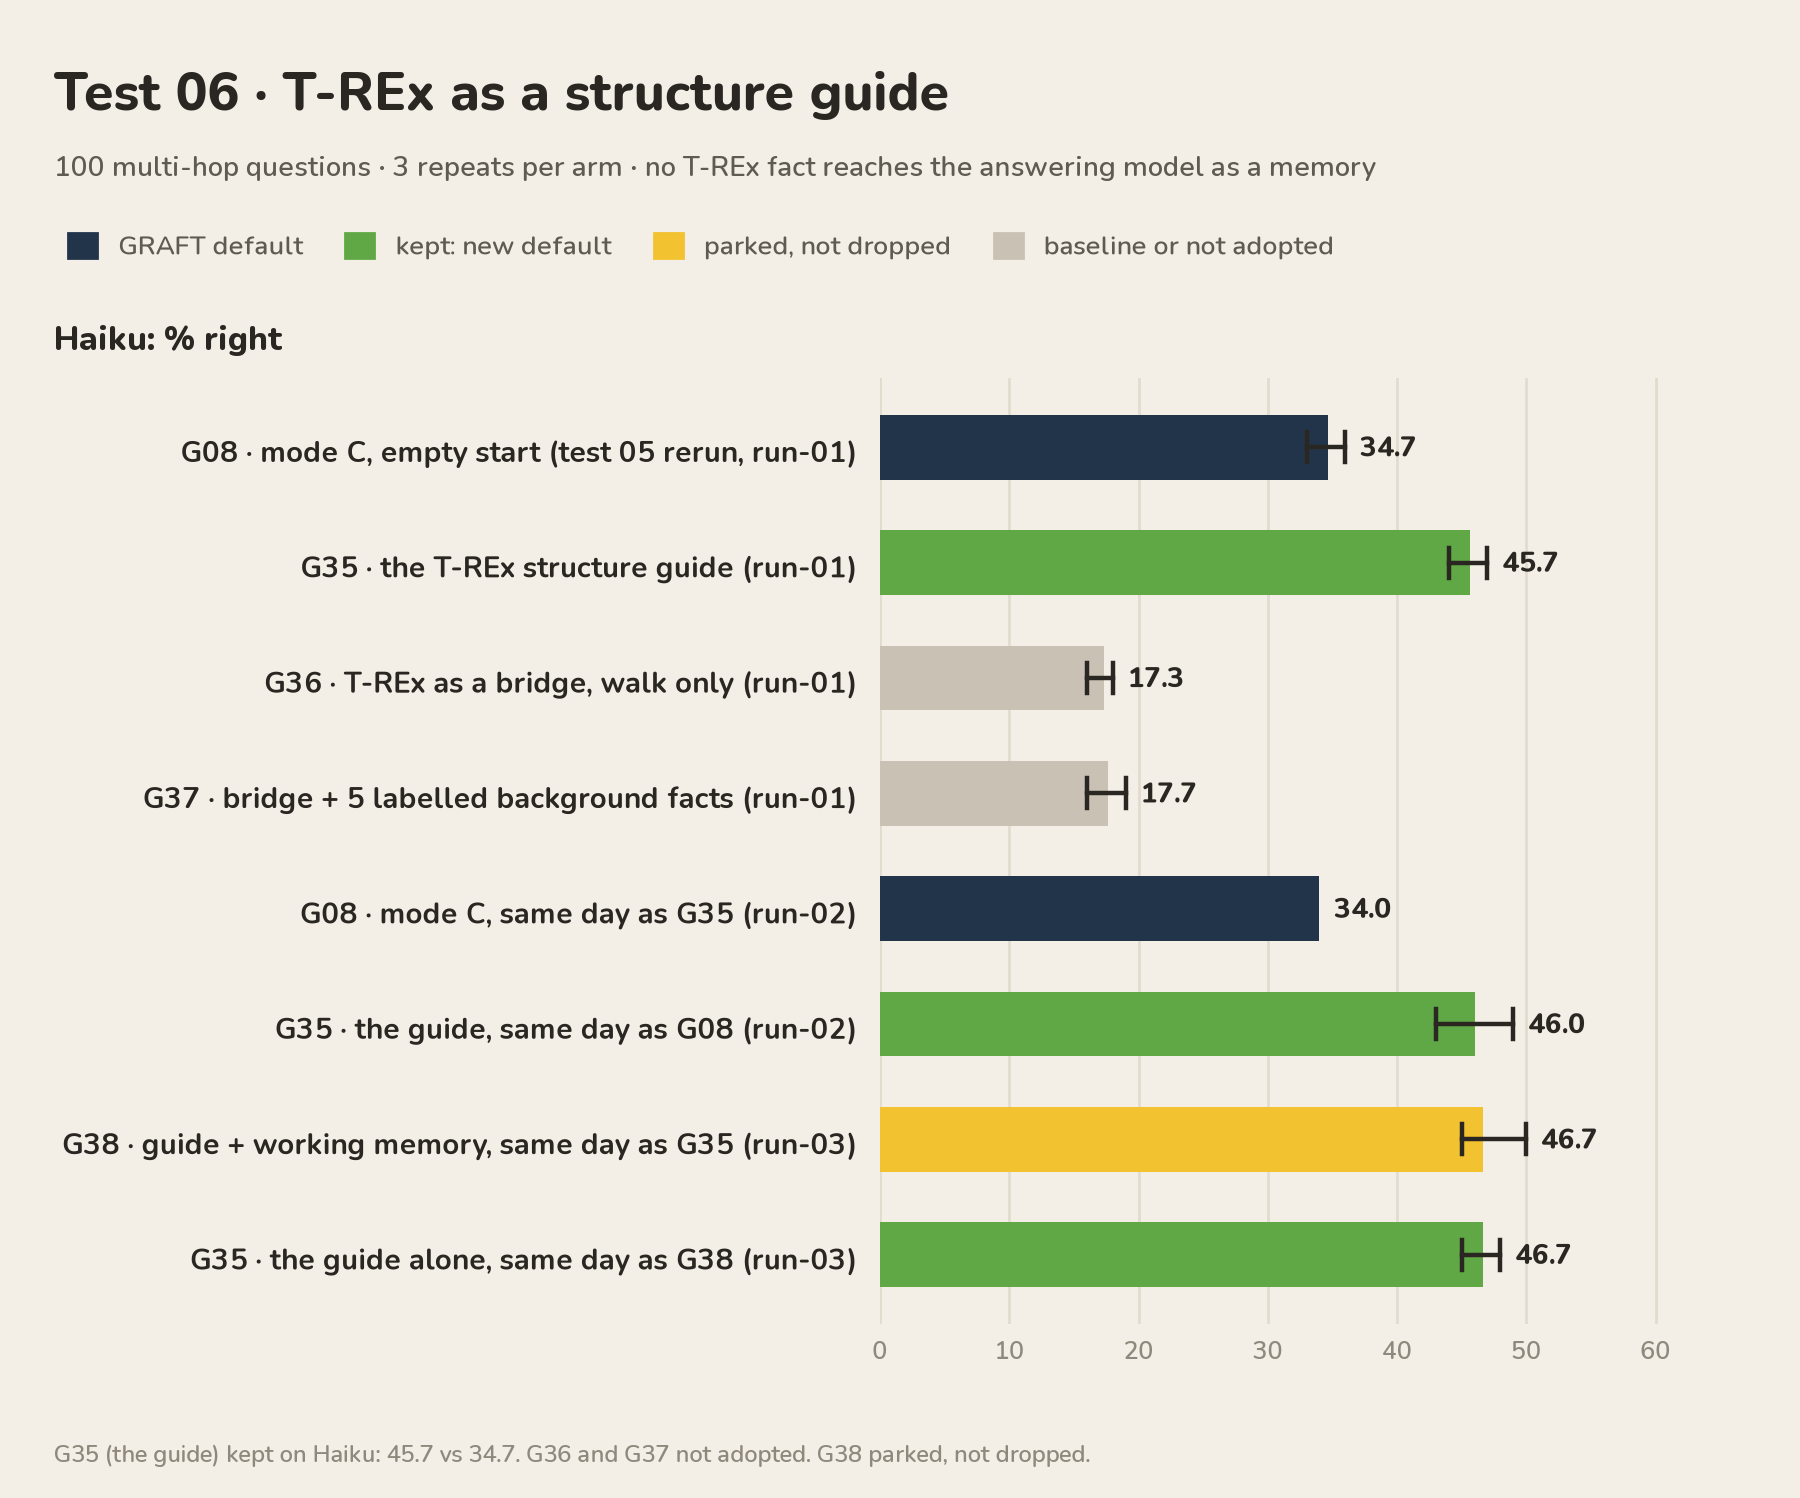 Test 06 · T-REx as a structure guide
100 multi-hop questions · 3 repeats per arm · no T-REx fact reaches the answering model as a memory
GRAFT default
kept: new default
parked, not dropped
baseline or not adopted
Haiku: % right
G08 · mode C, empty start (test 05 rerun, run-01) 34.7
G35 · the T-REx structure guide (run-01) 45.7
G36 · T-REx as a bridge, walk only (run-01) 17.3
G37 · bridge + 5 labelled background facts (run-01) 17.7
G08 · mode C, same day as G35 (run-02) 34.0
G35 · the guide, same day as G08 (run-02) 46.0
G38 · guide + working memory, same day as G35 (run-03) 46.7
G35 · the guide alone, same day as G38 (run-03) 46.7
0 10 20 30 40 50 60
G35 (the guide) kept on Haiku: 45.7 vs 34.7. G36 and G37 not adopted. G38 parked, not dropped.